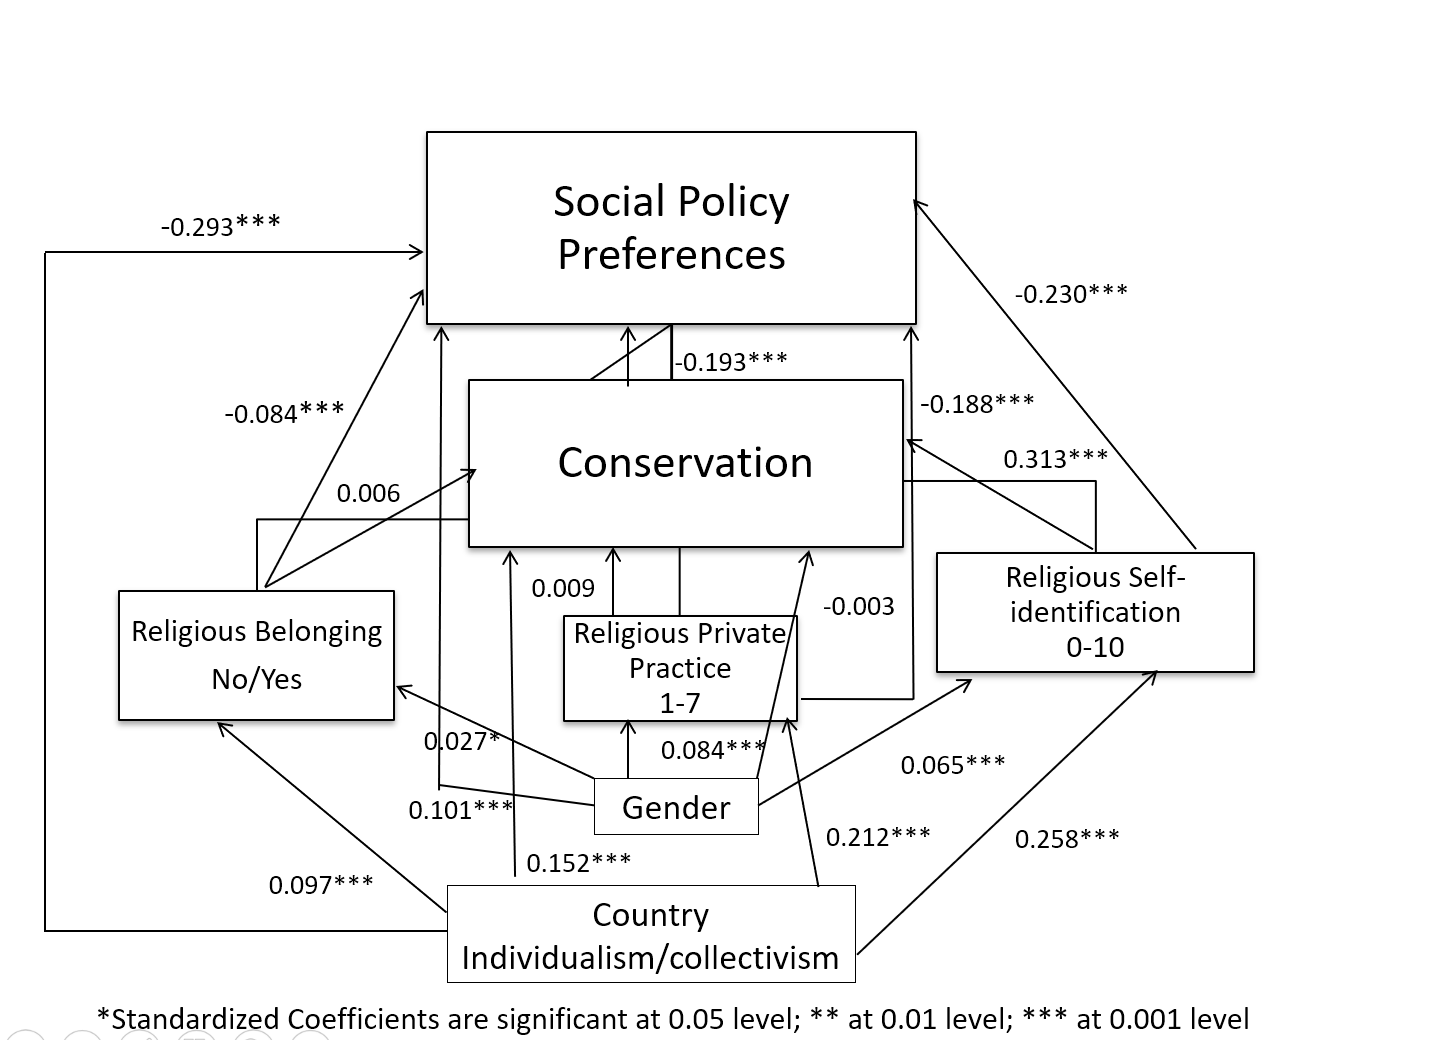 Social Policy
Preferences
-0.293***
-0.230***
-0.193***
-0.188***
-0.084***
Conservation
0.313***
0.006
0.009
-0.003
Religious Belonging
No/Yes
Religious Private
Practice
1-7
Religious Self-
identification
0-10
0.027*
0.084***
0.065***
0.101***
Gender
0.212***
0.258***
0.152***
0.097***
Country
Individualism/collectivism
*Standardized Coefficients are significant at 0.05 level; ** at 0.01 level; *** at 0.001 level